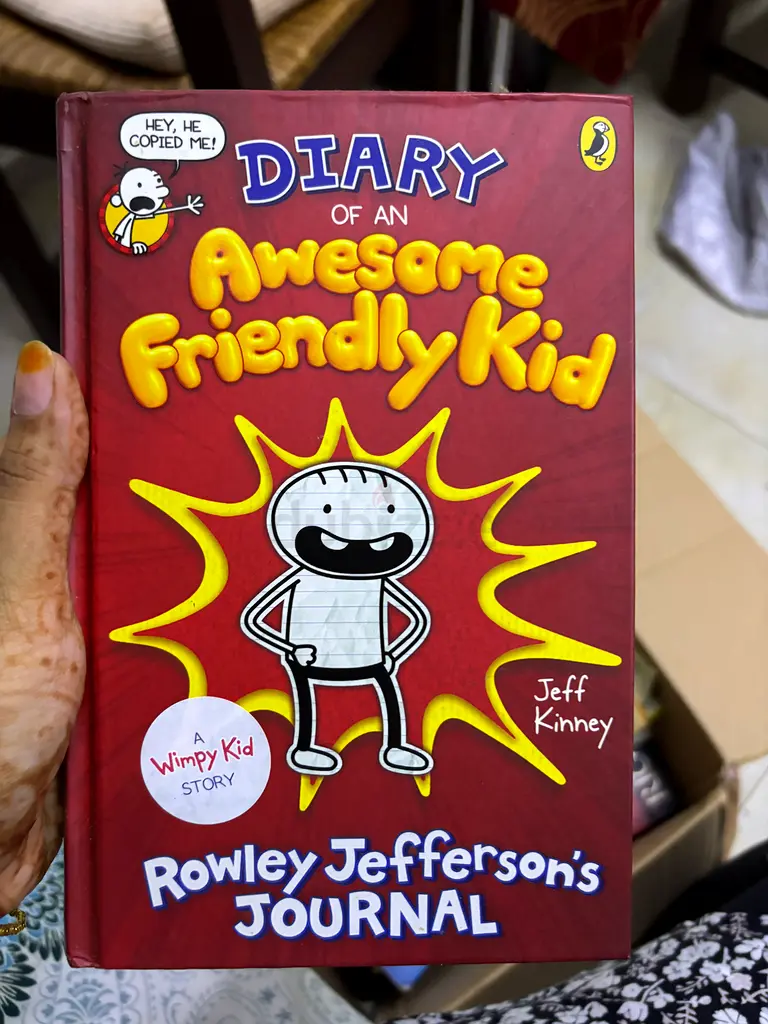 HEY, HE
COPIED ME!
DIARY
OF AN
Awesome
Friendly Kid
Jeff
Kinney
A
Wimpy Kid
STORY
Rowley Jefferson's
JOURNAL